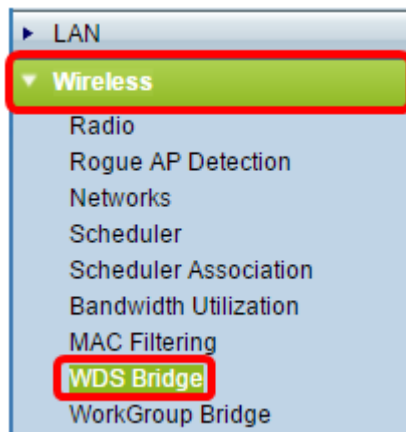 LAN
Wireless
Radio
Rogue AP Detection
Networks
Scheduler
Scheduler Association
Bandwidth Utilization
MAC Filtering
WDS Bridge
WorkGroup Bridge